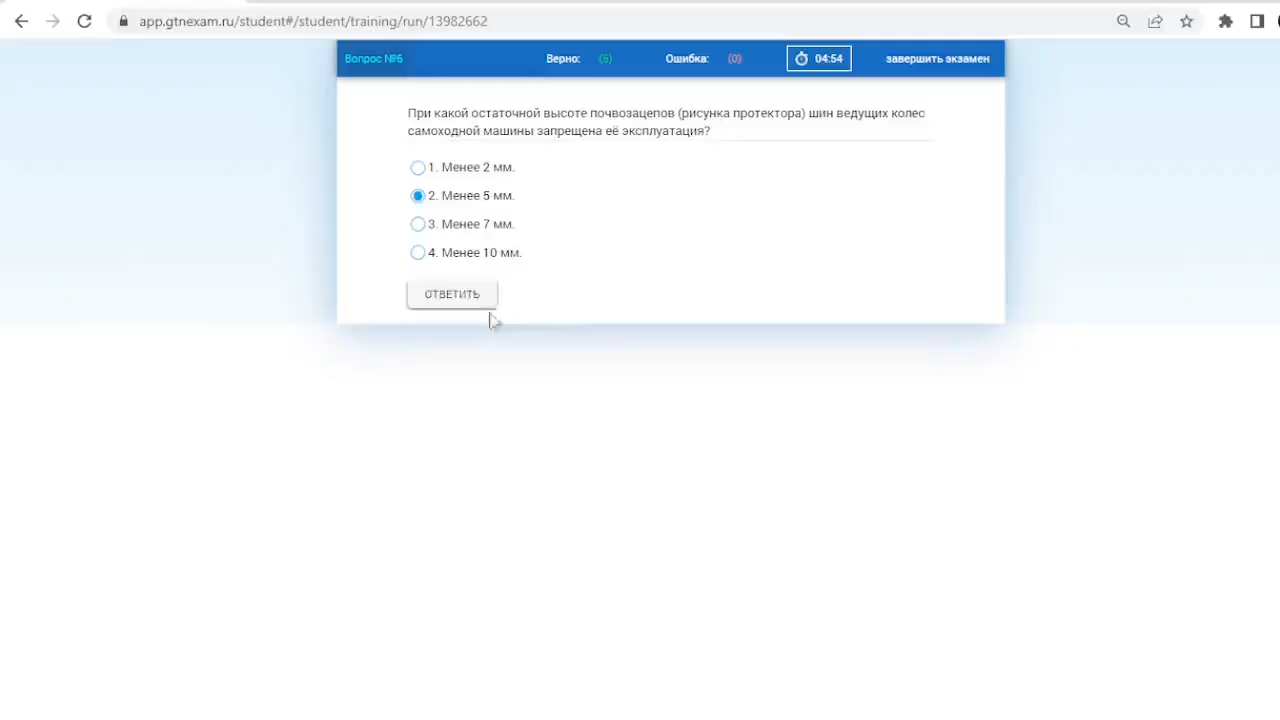 app.gtnexam.ru/student#/student/training/run/13982662
Вопрос №6 Верно: (5) Ошибка: (0) 04:54 завершить экзамен
При какой остаточной высоте почвозацепов (рисунка протектора) шин ведущих колес
самоходной машины запрещена её эксплуатация?
1. Менее 2 мм.
2. Менее 5 мм.
3. Менее 7 мм.
4. Менее 10 мм.
ОТВЕТИТЬ